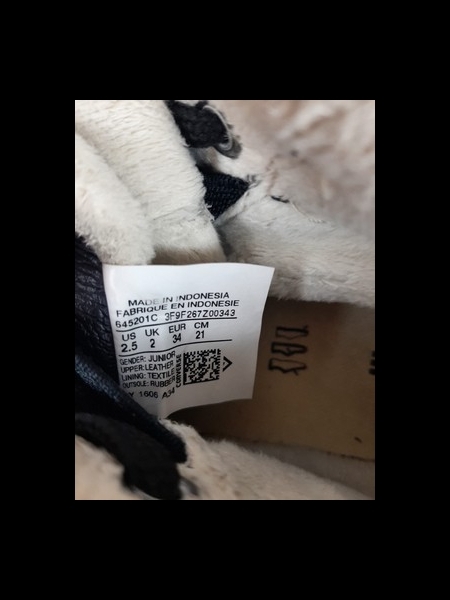 MADE IN INDONESIA
FABRIQUE EN INDONESIE
645201C 3F9F267Z00343
US UK EUR CM
2.5 2 34 21
GENDER: JUNIOR
UPPER: LEATHER
LINING: TEXTILE
OUTSOLE: RUBBER
CONVERSE
1606